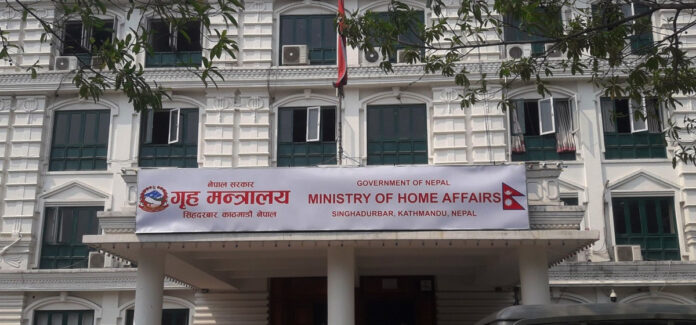 नेपाल सरकार
गृह मन्त्रालय
सिंहदरबार काठमाडौं नेपाल
GOVERNMENT OF NEPAL
MINISTRY OF HOME AFFAIRS
SINGHADURBAR, KATHMANDU, NEPAL